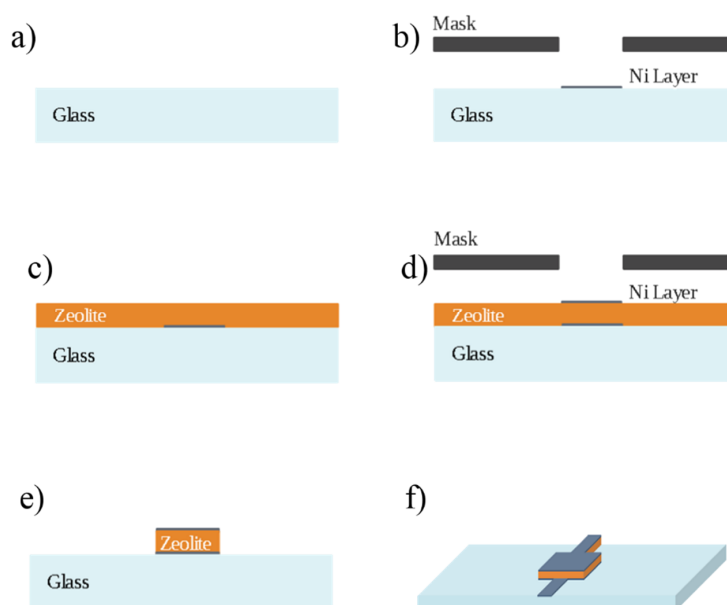 a)
Glass
b)
Mask
Ni Layer
Glass
c)
Zeolite
Glass
d)
Mask
Ni Layer
Zeolite
Glass
e)
Zeolite
Glass
f)